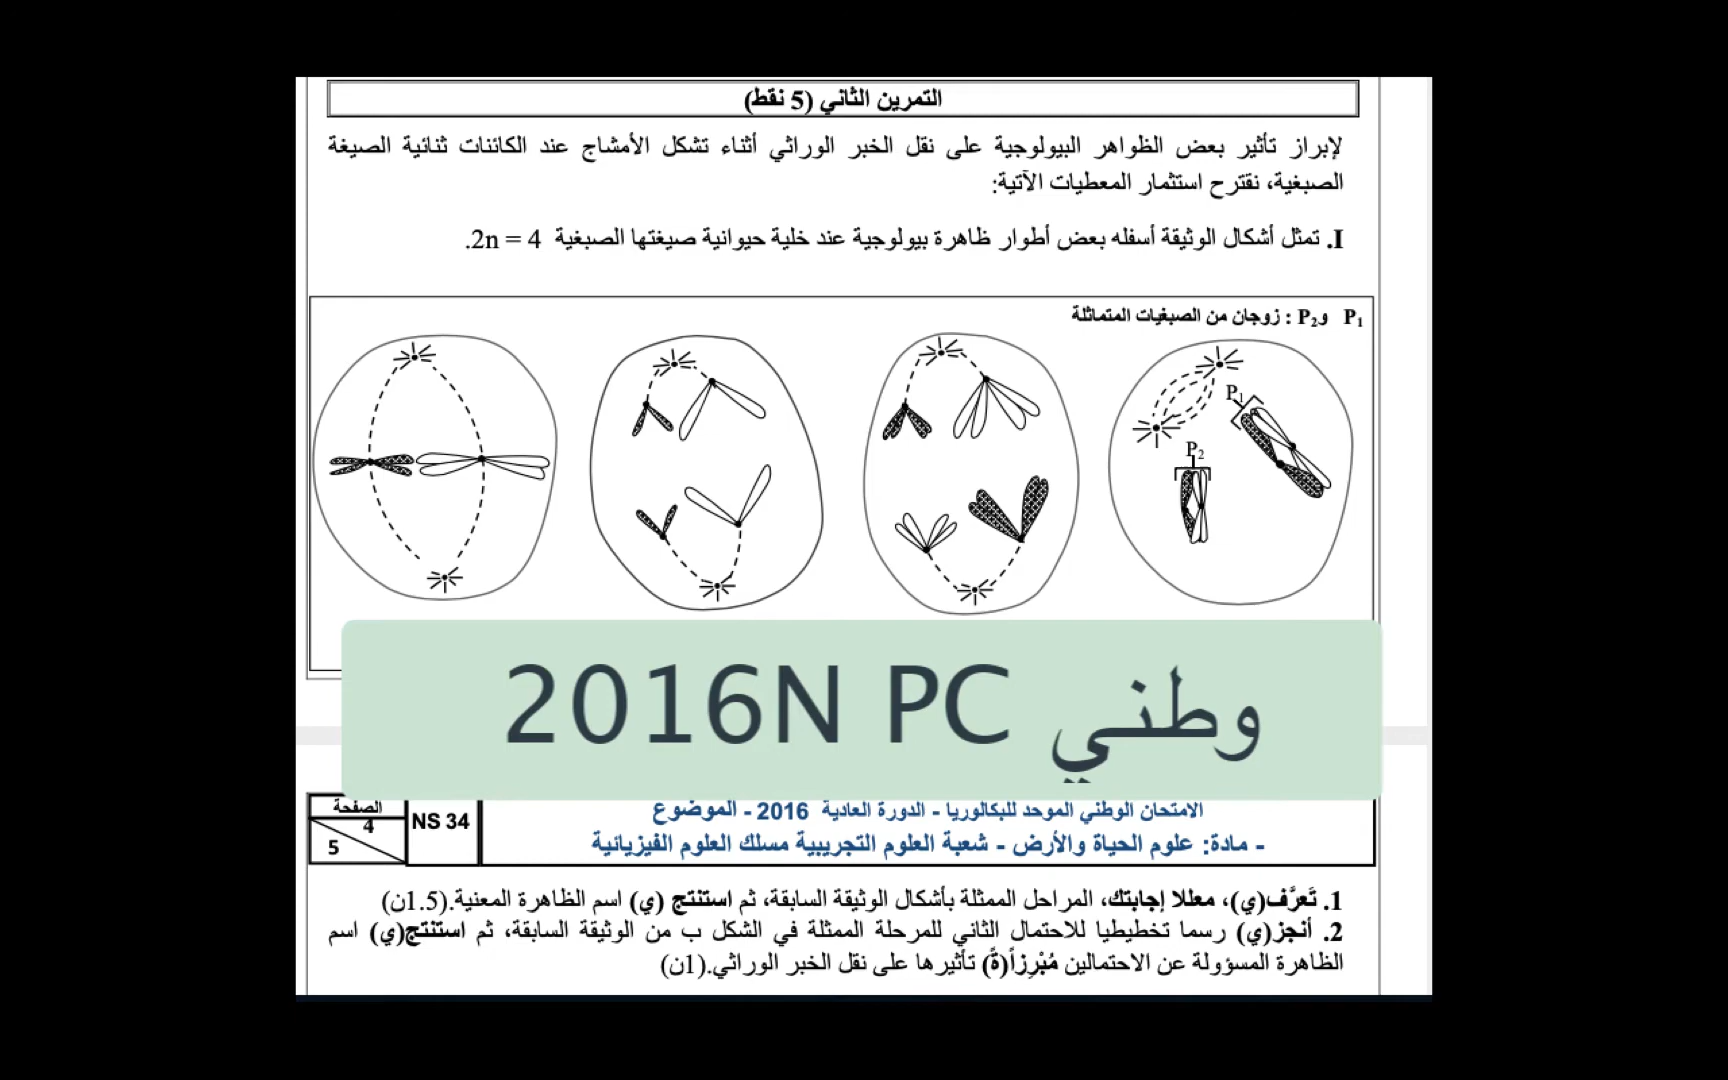 التمرين الثاني (5 نقط)
لإبراز تأثير بعض الظواهر البيولوجية على نقل الخبر الوراثي أثناء تشكل الأمشاج عند الكائنات ثنائية الصيغة
الصبغية، نقترح استثمار المعطيات الآتية:
I. تمثل أشكال الوثيقة أسفله بعض أطوار ظاهرة بيولوجية عند خلية حيوانية صيغتها الصبغية 2n = 4.
P1 وP2 : زوجان من الصبغيات المتماثلة
P1
P2
وطني 2016N PC
الصفحة
4
5
NS 34
الامتحان الوطني الموحد للبكالوريا - الدورة العادية 2016 - الموضوع
- مادة: علوم الحياة والأرض - شعبة العلوم التجريبية مسلك العلوم الفيزيائية
1. تَعرَّف(ي)، معللا إجابتك، المراحل الممثلة بأشكال الوثيقة السابقة، ثم استنتج (ي) اسم الظاهرة المعنية.(1.5ن)
2. أنجز(ي) رسما تخطيطيا للاحتمال الثاني للمرحلة الممثلة في الشكل ب من الوثيقة السابقة، ثم استنتج(ي) اسم
الظاهرة المسؤولة عن الاحتمالين مُبْرِزاً(ةً) تأثيرها على نقل الخبر الوراثي.(1ن)